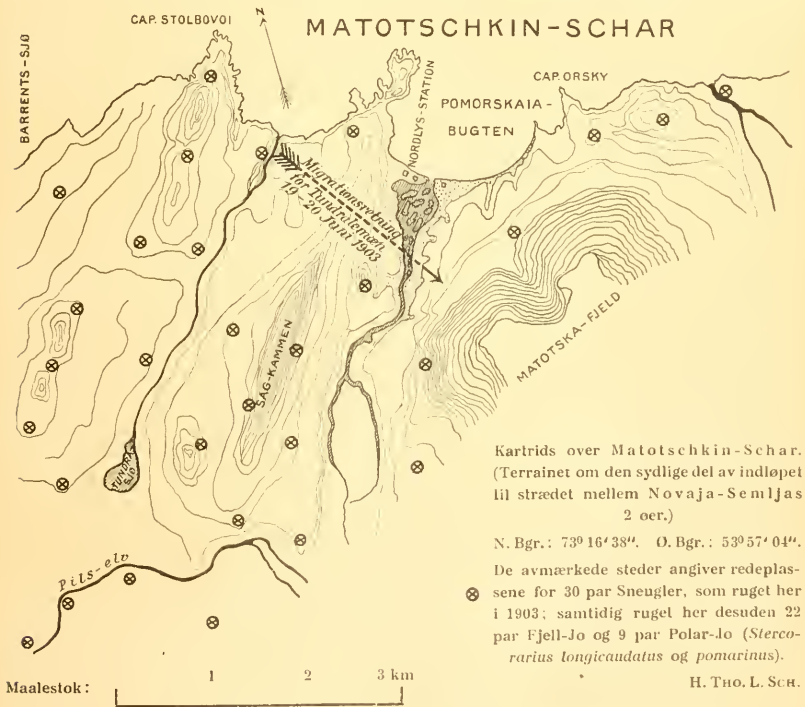 MATOTSCHKIN-SCHAR
CAP. STOLBOVOI
N
BARRENTS-SJØ
NORDLYS-STATION
CAP. ORSKY
POMORSKAIA-
BUGTEN
Migrationsretning
for Tundralemæn
19-20 Juni 1903
MATOTSKA-FJELD
SAG-KAMMEN
TUNDRA
SJØ
Pils-elv
Kartrids over Matotschkin-Schar.
(Terrainet om den sydlige del av indløpet
til strædet mellem Novaja-Semljas
2 øer.)
N. Bgr.: 73° 16' 38". Ø. Bgr.: 53° 57' 04".
De avmærkede steder angiver redeplas-
sene for 30 par Sneugler, som ruget her
i 1903; samtidig ruget her desuden 22
par Fjell-Jo og 9 par Polar-Jo (Sterco-
rarius longicaudatus og pomarinus).
H. THO. L. SCH.
Maalestok:
1 2 3 km